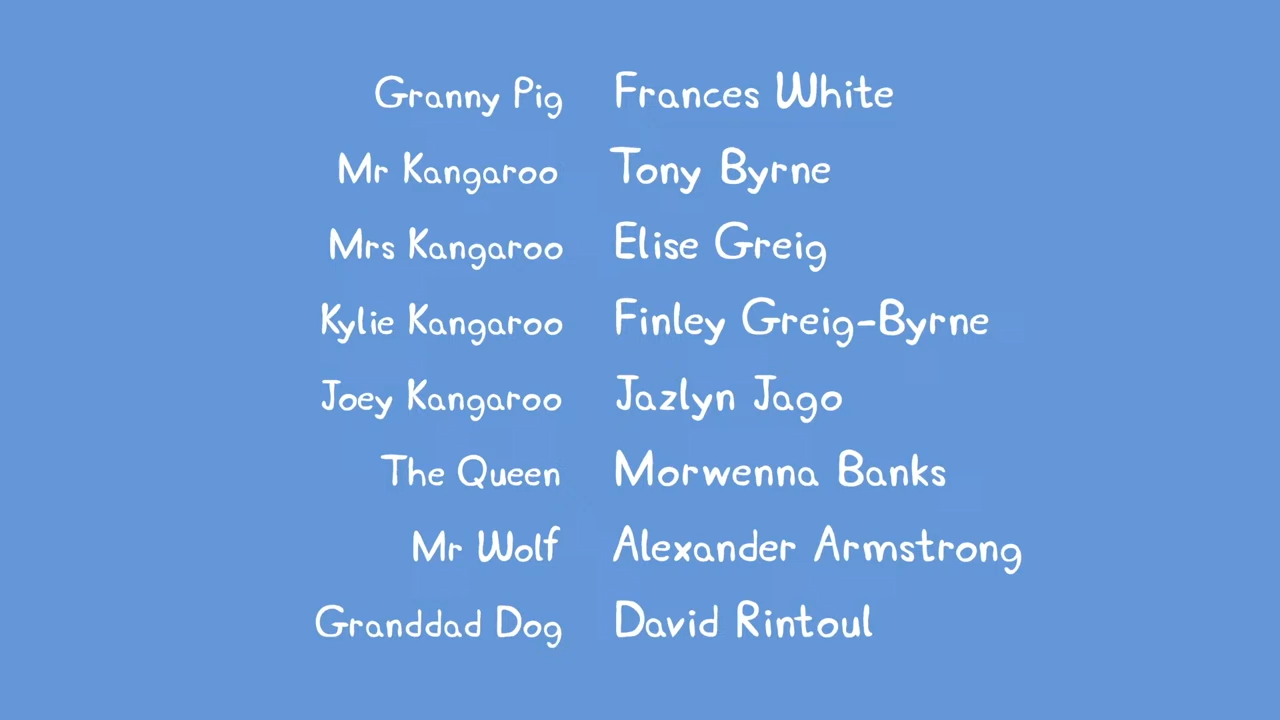 Granny Pig Frances White
Mr Kangaroo Tony Byrne
Mrs Kangaroo Elise Greig
Kylie Kangaroo Finley Greig-Byrne
Joey Kangaroo Jazlyn Jago
The Queen Morwenna Banks
Mr Wolf Alexander Armstrong
Granddad Dog David Rintoul